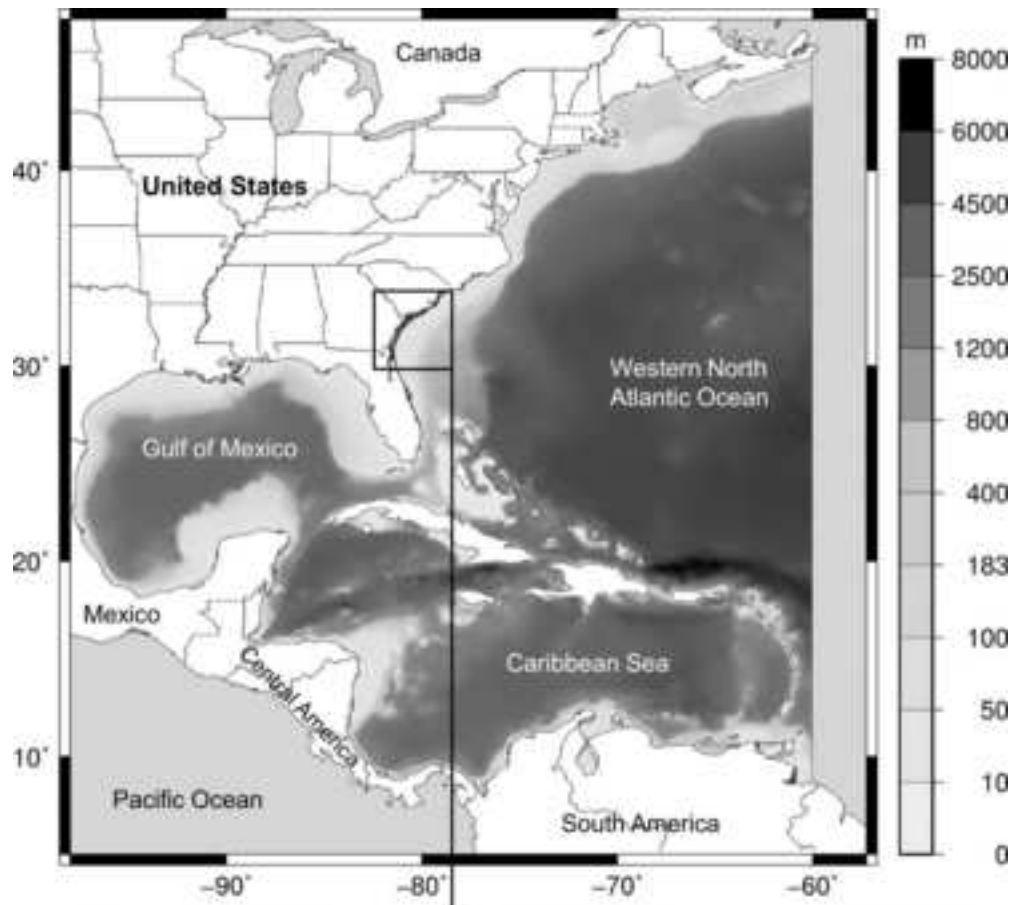 Canada
United States
Western North
Atlantic Ocean
Gulf of Mexico
Mexico
Central America
Caribbean Sea
Pacific Ocean
South America
40°
30°
20°
10°
−90°
−80°
−70°
−60°
m
8000
6000
4500
2500
1200
800
400
183
100
50
10
0